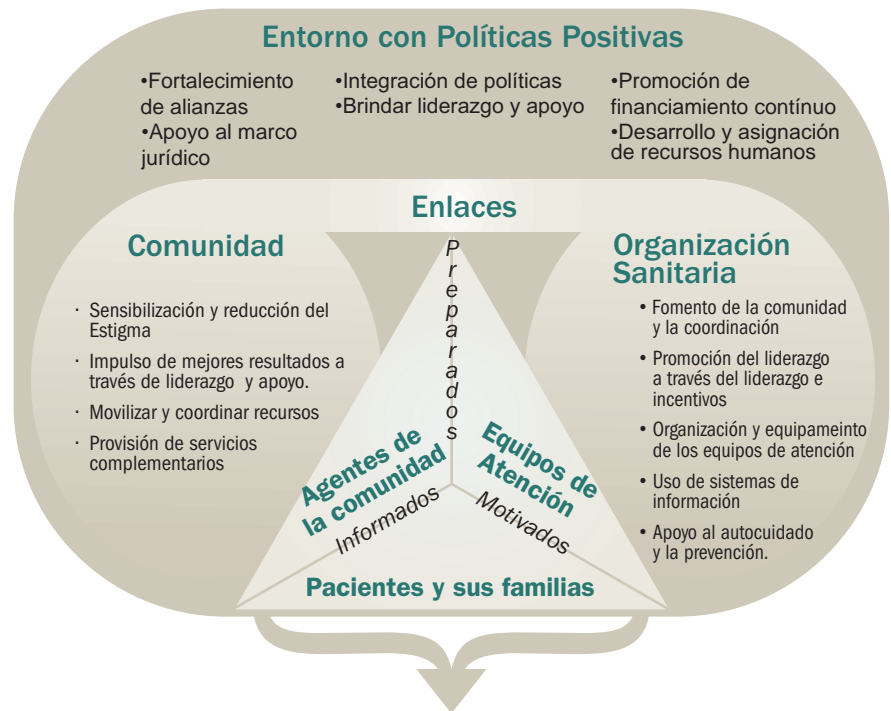 Entorno con Políticas Positivas
•Fortalecimiento
de alianzas
•Apoyo al marco
jurídico
•Integración de políticas
•Brindar liderazgo y apoyo
•Promoción de
financiamiento contínuo
•Desarrollo y asignación
de recursos humanos
Enlaces
Comunidad
· Sensibilización y reducción del
Estigma
· Impulso de mejores resultados a
través de liderazgo y apoyo.
· Movilizar y coordinar recursos
· Provisión de servicios
complementarios
Organización
Sanitaria
• Fomento de la comunidad
y la coordinación
• Promoción del liderazgo
a través del liderazgo e
incentivos
• Organización y equipameinto
de los equipos de atención
• Uso de sistemas de
información
• Apoyo al autocuidado
y la prevención.
Preparados
Agentes de
la comunidad
Informados
Equipos de
Atención
Motivados
Pacientes y sus familias